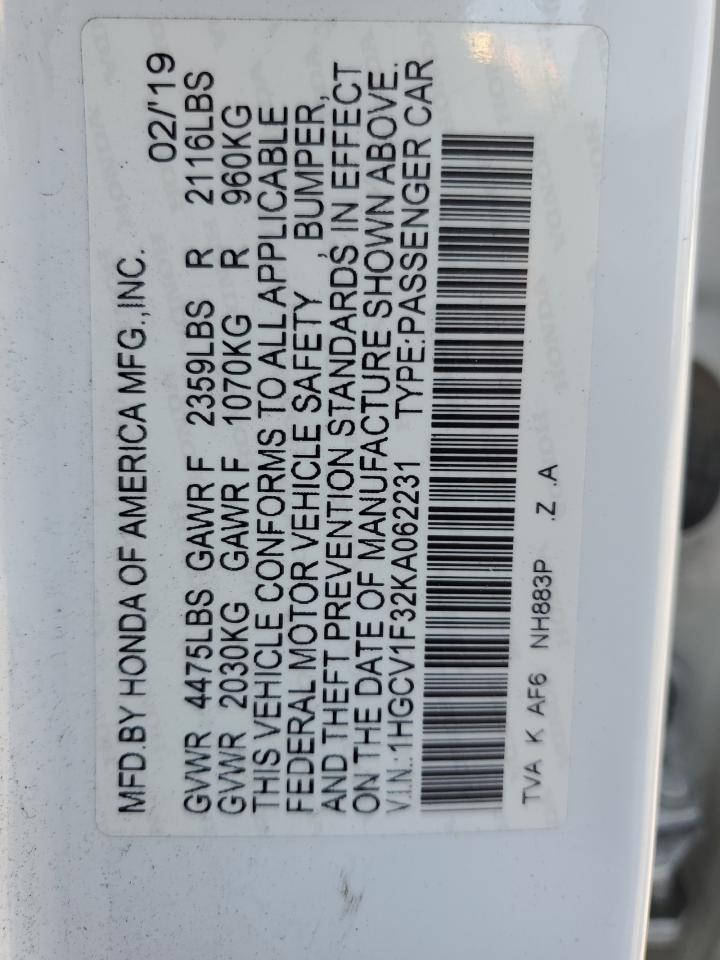 MFD.BY HONDA OF AMERICA MFG.,INC.
02/'19
GVWR 4475LBS GAWR F 2359LBS R 2116LBS
GVWR 2030KG GAWR F 1070KG R 960KG
THIS VEHICLE CONFORMS TO ALL APPLICABLE
FEDERAL MOTOR VEHICLE SAFETY , BUMPER,
AND THEFT PREVENTION STANDARDS IN EFFECT
ON THE DATE OF MANUFACTURE SHOWN ABOVE.
V.I.N.:1HGCV1F32KA062231 TYPE:PASSENGER CAR
TVA K AF6 NH883P .Z .A